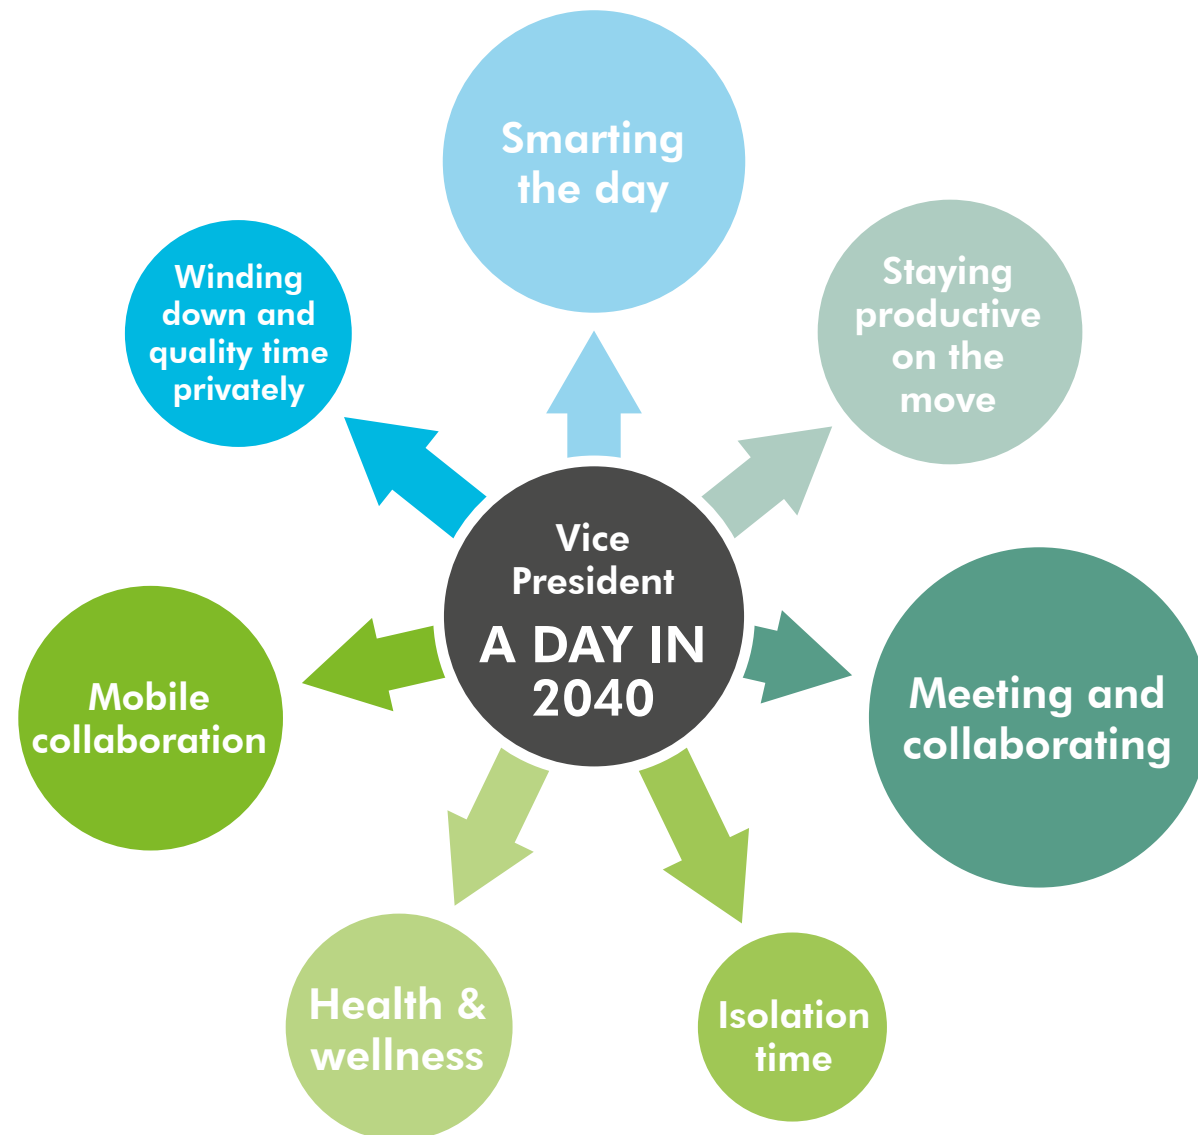 Smarting
the day
Staying
productive
on the
move
Meeting and
collaborating
Isolation
time
Health &
wellness
Mobile
collaboration
Winding
down and
quality time
privately
Vice
President
A DAY IN
2040